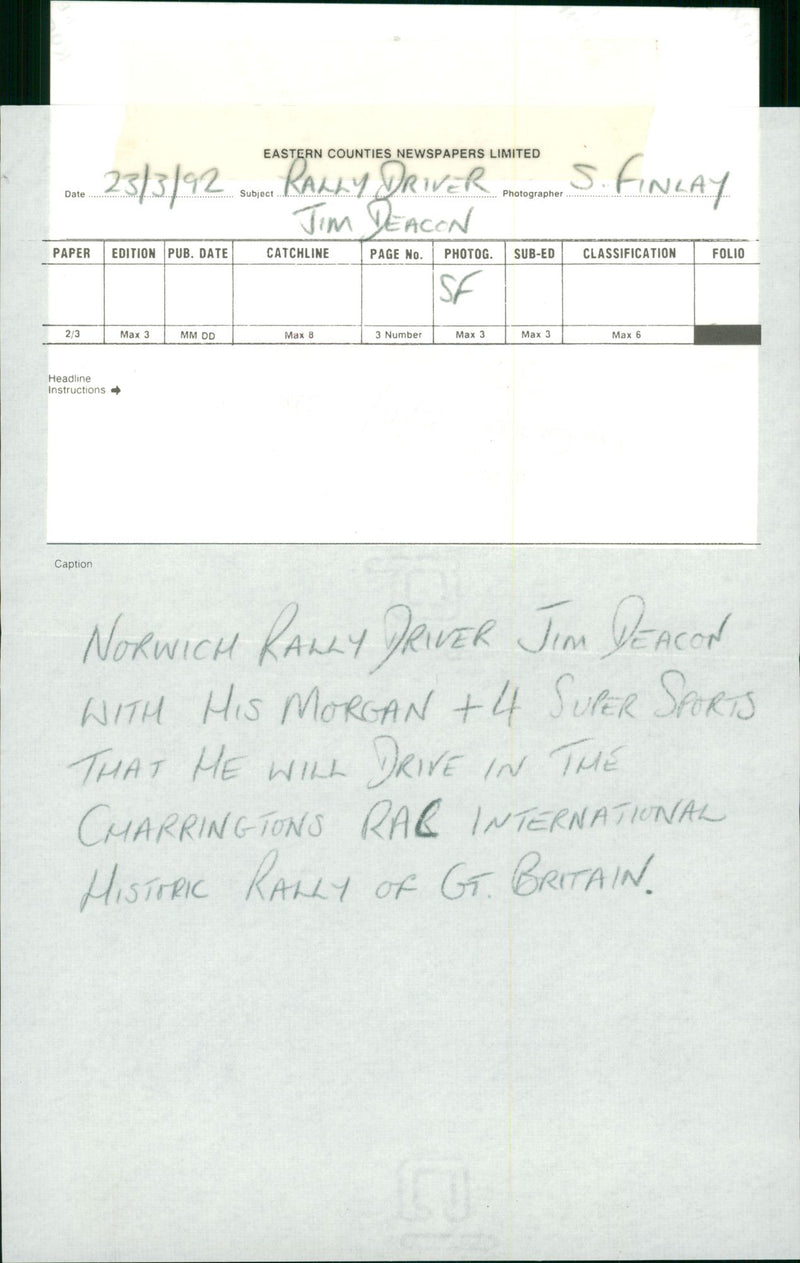 EASTERN COUNTIES NEWSPAPERS LIMITED
Date 23/3/92 Subject RALLY DRIVER Photographer S. FINLAY
JIM DEACON
PAPER EDITION PUB. DATE CATCHLINE PAGE No. PHOTOG. SUB-ED CLASSIFICATION FOLIO
SF
2/3 Max 3 MM DD Max 8 3 Number Max 3 Max 3 Max 6
Headline
Instructions →
Caption
NORWICH RALLY DRIVER JIM DEACON
WITH HIS MORGAN +4 SUPER SPORTS
THAT HE WILL DRIVE IN THE
CHARRINGTONS RAC INTERNATIONAL
HISTORIC RALLY OF GT. BRITAIN.